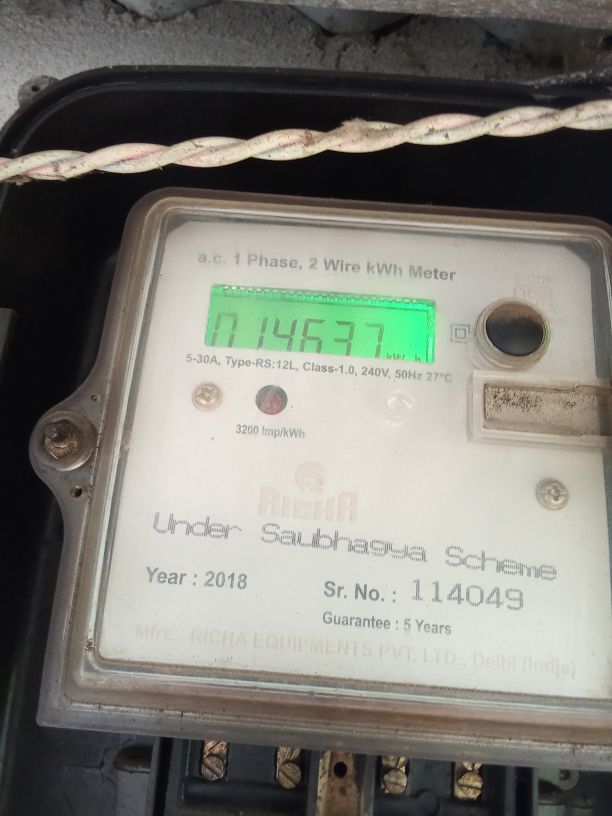 a.c. 1 Phase, 2 Wire kWh Meter
014637
kW h
5-30A, Type-RS:12L, Class-1.0, 240V, 50Hz 27°C
3200 Imp/kWh
RICHA
Under Saubhagya Scheme
Year : 2018
Sr. No. : 114049
Guarantee : 5 Years
Mfrs. RICHA EQUIPMENTS PVT. LTD., Delhi (India)